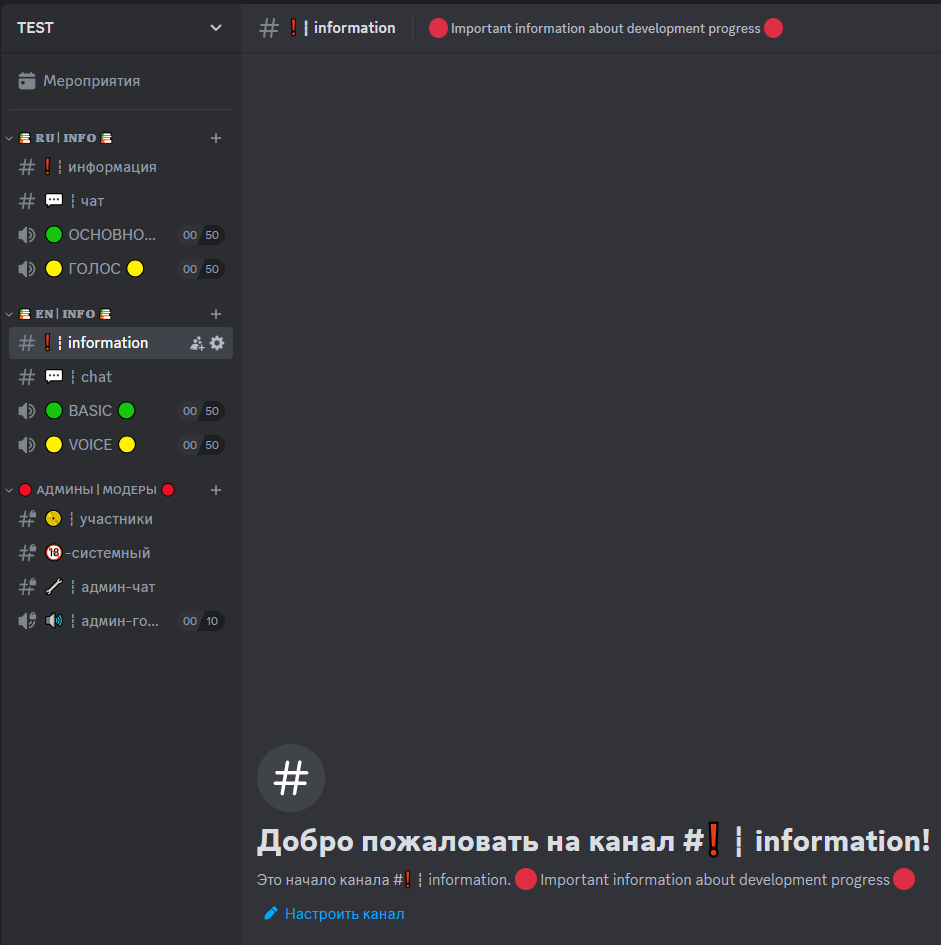 TEST
Мероприятия
📚 RU | INFO 📚
❗┆информация
💬┆чат
🟢 ОСНОВНО... 00 50
🟡 ГОЛОС 🟡 00 50
📚 EN | INFO 📚
❗┆information
💬┆chat
🟢 BASIC 🟢 00 50
🟡 VOICE 🟡 00 50
🔴 АДМИНЫ | МОДЕРЫ 🔴
📀┆участники
🔞-системный
🔧┆админ-чат
🔊┆админ-го... 00 10
# ❗┆information 🔴 Important information about development progress 🔴
#
Добро пожаловать на канал #❗┆information!
Это начало канала #❗┆information. 🔴 Important information about development progress 🔴
Настроить канал